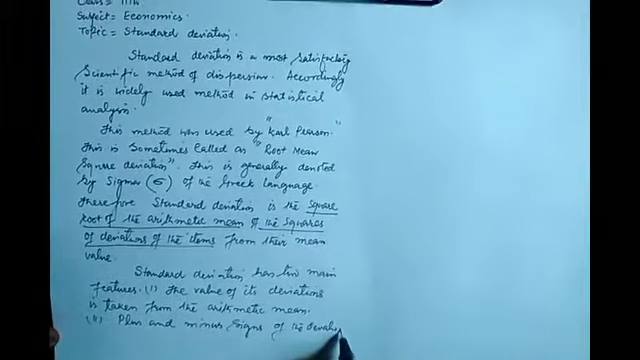 Class = 11th
Subject = Economics.
Topic = Standard deviation.
Standard deviation is a most satisfactory
Scientific method of dispersion. Accordingly
it is widely used method in statistical
analysis.
This method was used by "Karl Pearson."
This is Sometimes Called as "Root Mean
Square deviation". This is generally denoted
by Sigma (σ) of the Greek Language.
Therefore Standard deviation is the Square
Root of the arithmetic mean of the Squares
of deviations of the items from their mean
value.
Standard deviation has two main
features. (i) The value of its deviations
is taken from the arithmetic mean.
(ii). Plus and minus Signs of the